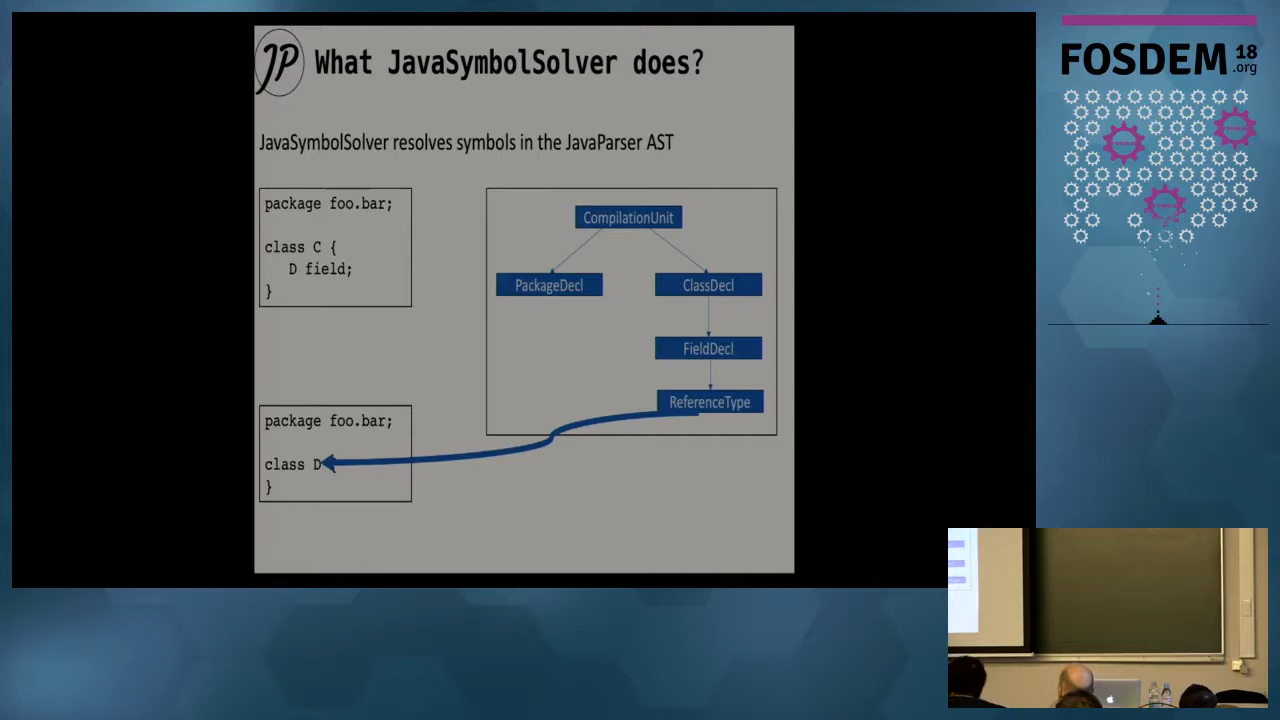 JP What JavaSymbolSolver does?
JavaSymbolSolver resolves symbols in the JavaParser AST
package foo.bar;
class C {
D field;
}
CompilationUnit
PackageDecl
ClassDecl
FieldDecl
ReferenceType
package foo.bar;
class D {
}
FOSDEM 18
.org